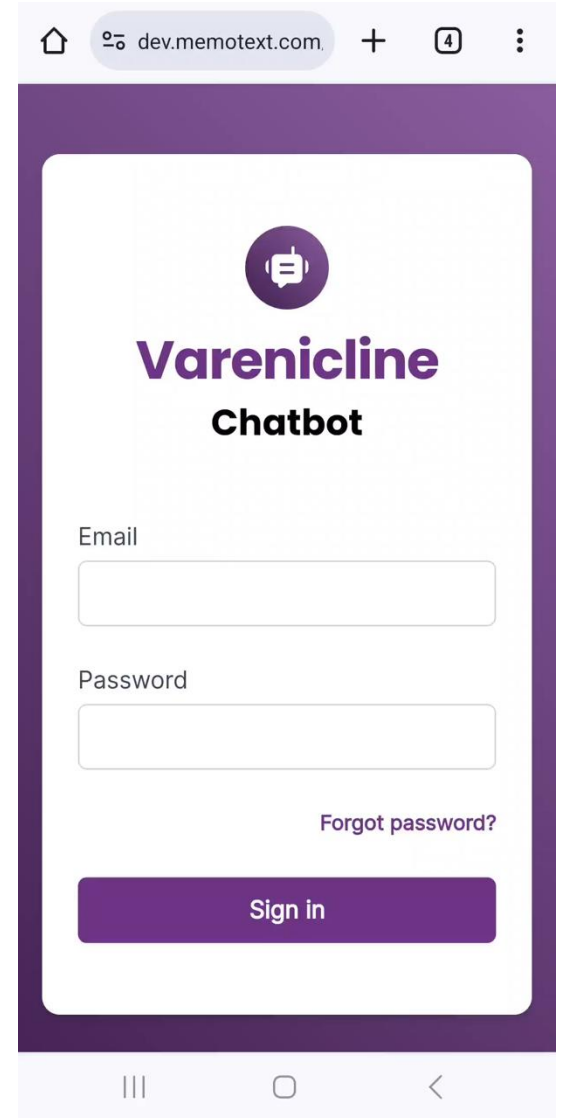 dev.memotext.com
4
Varenicline
Chatbot
Email
Password
Forgot password?
Sign in